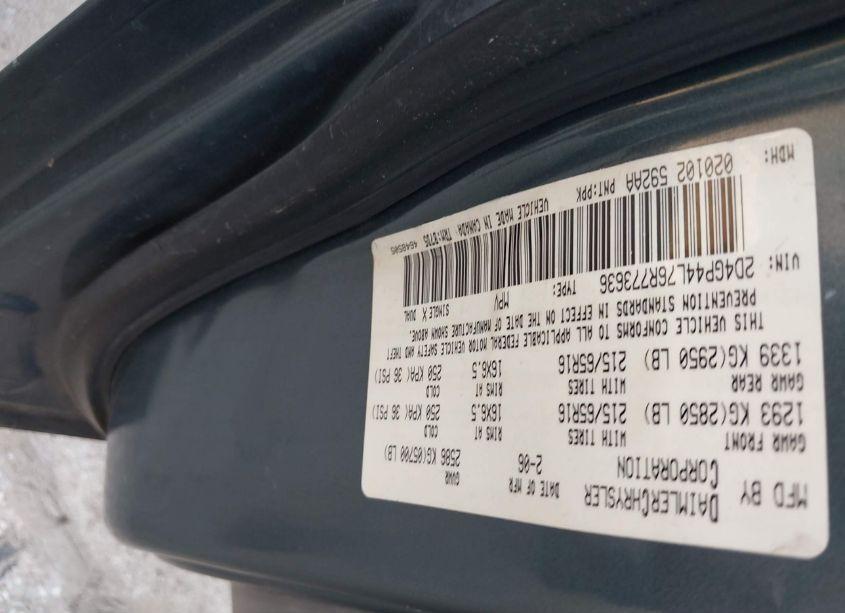 MFD BY DAIMLERCHRYSLER CORPORATION
DATE OF MFR 2-06
GVWR 2586 KG(05700 LB)
GAWR FRONT WITH TIRES RIMS AT COLD
1293 KG(2850 LB) 215/65R16 16X6.5 250 KPA(36 PSI)
GAWR REAR WITH TIRES RIMS AT COLD
1339 KG(2950 LB) 215/65R16 16X6.5 250 KPA(36 PSI)
THIS VEHICLE CONFORMS TO ALL APPLICABLE FEDERAL MOTOR VEHICLE SAFETY AND THEFT
PREVENTION STANDARDS IN EFFECT ON THE DATE OF MANUFACTURE SHOWN ABOVE.
VIN: 2D4GP44L76R773636 TYPE: MPV SINGLE X DUAL
MDH: 020102 592AA PNT:PPK VEHICLE MADE IN CANADA TRM:B7D5 4648505